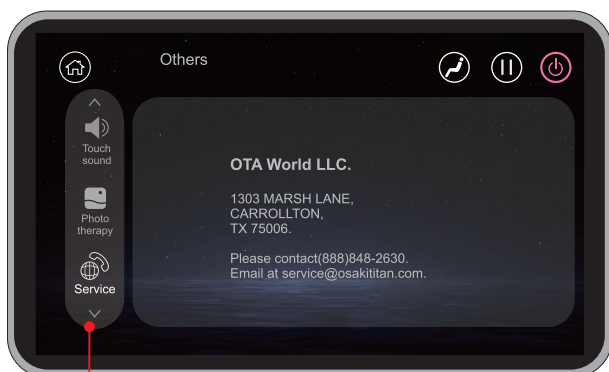 Others
Touch
sound
Photo
therapy
Service
OTA World LLC.
1303 MARSH LANE,
CARROLLTON,
TX 75006.
Please contact(888)848-2630.
Email at service@osakititan.com.